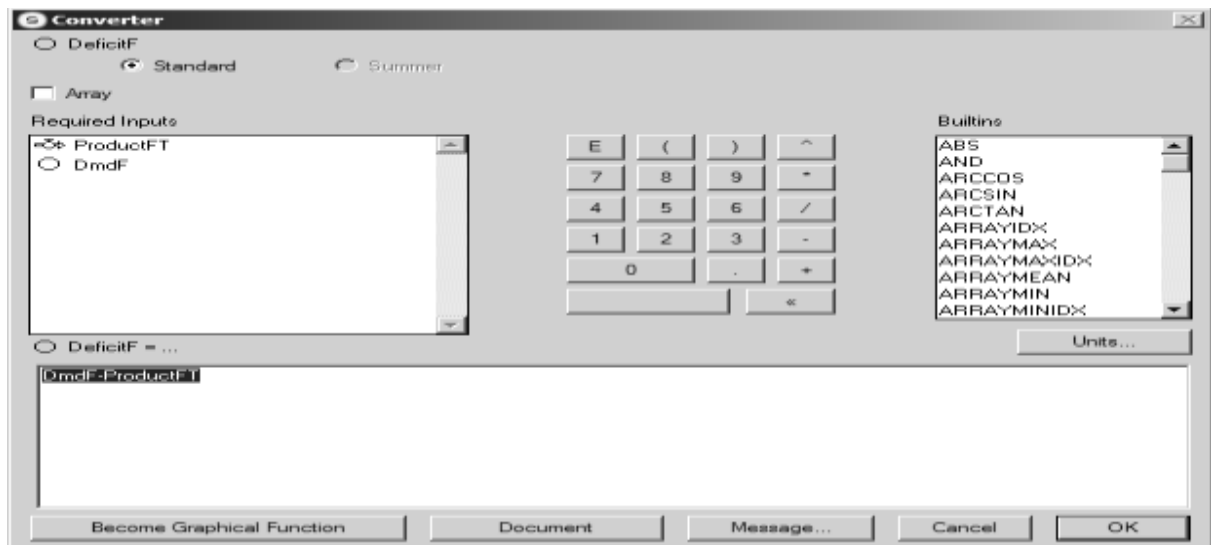 S Converter
DeficitF
Standard Summer
Array
Required Inputs
ProductFT
DmdF
E ( ) ^
7 8 9 *
4 5 6 /
1 2 3 -
0 . +
«
Builtins
ABS
AND
ARCCOS
ARCSIN
ARCTAN
ARRAYIDX
ARRAYMAX
ARRAYMAXIDX
ARRAYMEAN
ARRAYMIN
ARRAYMINIDX
Units...
DeficitF = ...
DmdF-ProductFT
Become Graphical Function Document Message... Cancel OK